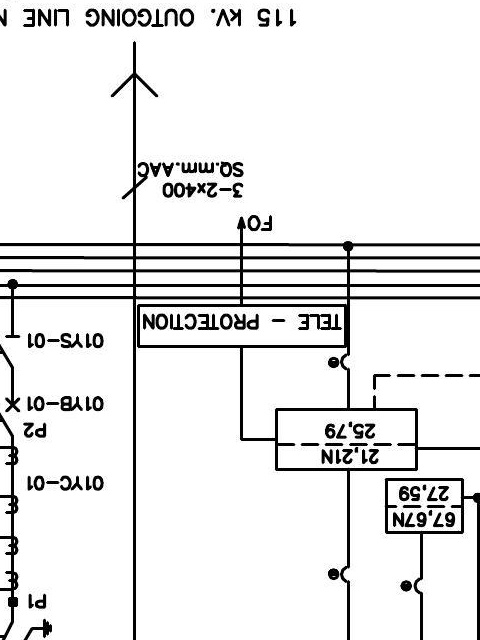 P1
67,67N
27,59
01YC-01
21,21N
25,79
P2
01YB-01
01YS-01
TELE - PROTECTION
FO
3-2x400
SQ.mm.AAC
115 kV. OUTGOING LINE N